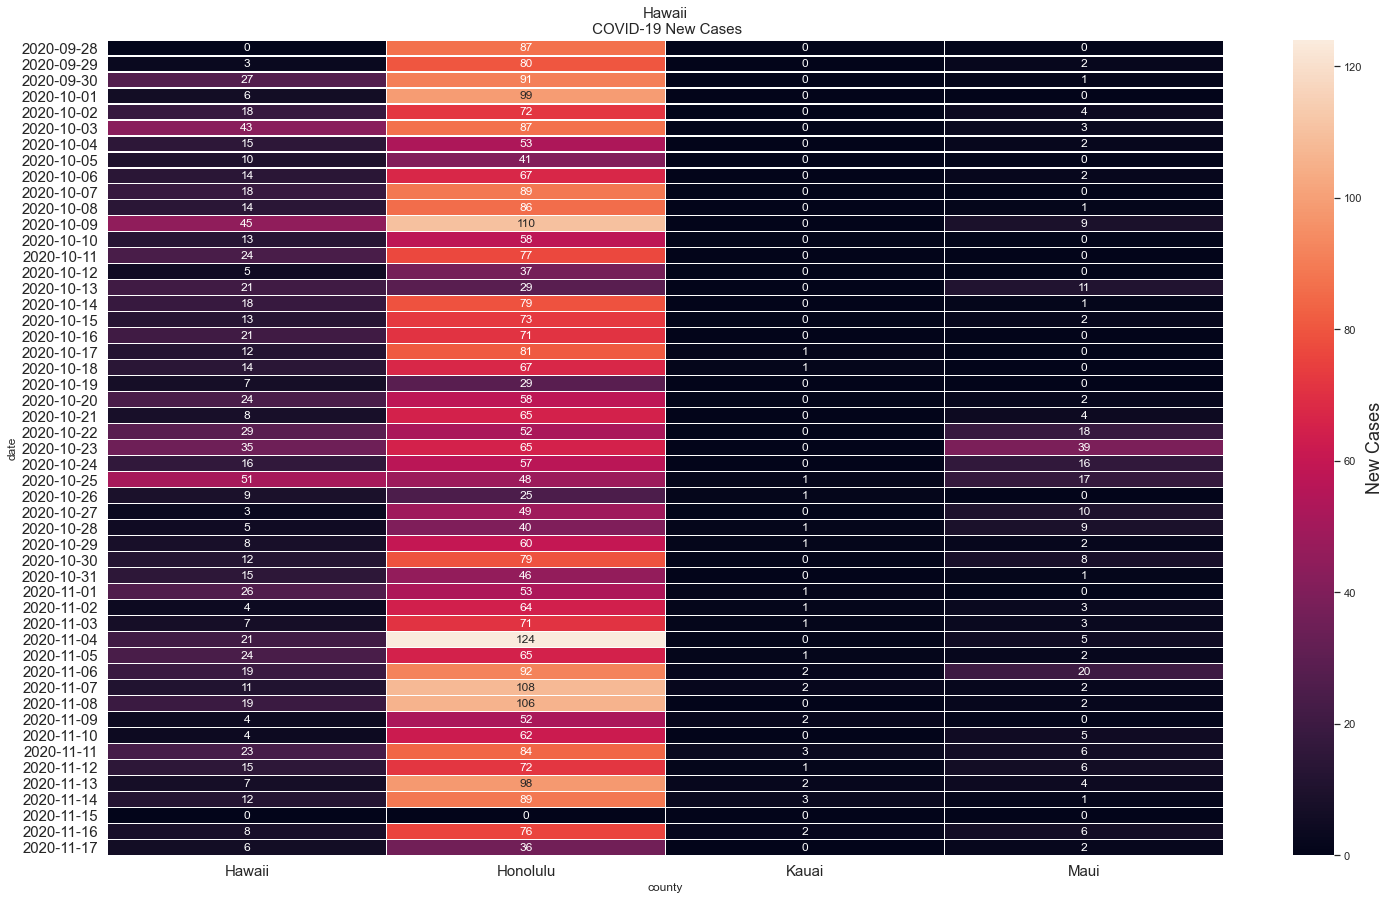 Hawaii
COVID-19 New Cases
2020-09-28 0 87 0 0
2020-09-29 3 80 0 2
2020-09-30 27 91 0 1
2020-10-01 6 99 0 0
2020-10-02 18 72 0 4
2020-10-03 43 87 0 3
2020-10-04 15 53 0 2
2020-10-05 10 41 0 0
2020-10-06 14 67 0 2
2020-10-07 18 89 0 0
2020-10-08 14 86 0 1
2020-10-09 45 110 0 9
2020-10-10 13 58 0 0
2020-10-11 24 77 0 0
2020-10-12 5 37 0 0
2020-10-13 21 29 0 11
2020-10-14 18 79 0 1
2020-10-15 13 73 0 2
2020-10-16 21 71 0 0
2020-10-17 12 81 1 0
2020-10-18 14 67 1 0
2020-10-19 7 29 0 0
2020-10-20 24 58 0 2
2020-10-21 8 65 0 4
2020-10-22 29 52 0 18
2020-10-23 35 65 0 39
2020-10-24 16 57 0 16
2020-10-25 51 48 1 17
2020-10-26 9 25 1 0
2020-10-27 3 49 0 10
2020-10-28 5 40 1 9
2020-10-29 8 60 1 2
2020-10-30 12 79 0 8
2020-10-31 15 46 0 1
2020-11-01 26 53 1 0
2020-11-02 4 64 1 3
2020-11-03 7 71 1 3
2020-11-04 21 124 0 5
2020-11-05 24 65 1 2
2020-11-06 19 92 2 20
2020-11-07 11 108 2 2
2020-11-08 19 106 0 2
2020-11-09 4 52 2 0
2020-11-10 4 62 0 5
2020-11-11 23 84 3 6
2020-11-12 15 72 1 6
2020-11-13 7 98 2 4
2020-11-14 12 89 3 1
2020-11-15 0 0 0 0
2020-11-16 8 76 2 6
2020-11-17 6 36 0 2
Hawaii Honolulu Kauai Maui
county
date
120
100
80
60
40
20
0
New Cases